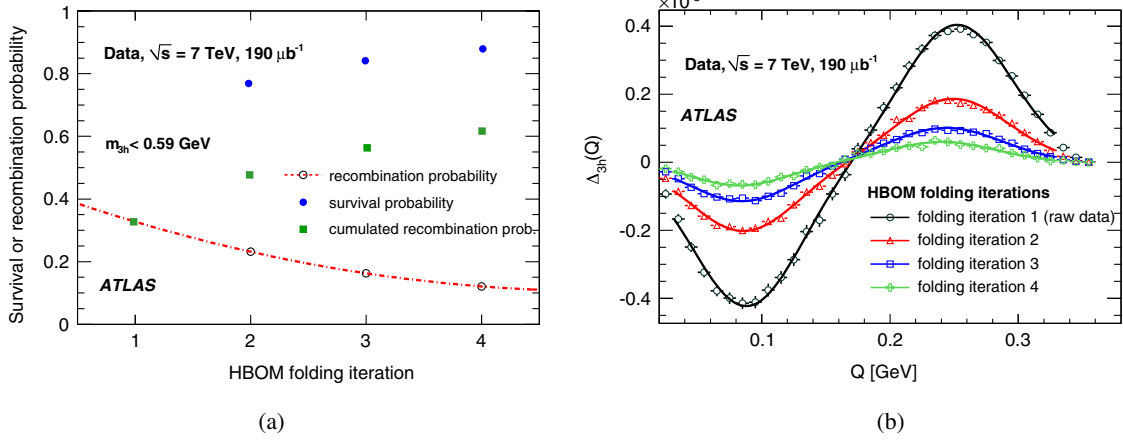 Survival or recombination probability
1
0.8
0.6
0.4
0.2
0
Data, √s = 7 TeV, 190 μb⁻¹
m3h < 0.59 GeV
recombination probability
survival probability
cumulated recombination prob.
ATLAS
1 2 3 4
HBOM folding iteration
(a)
Δ3h(Q)
0.4
0.2
0
-0.2
-0.4
Data, √s = 7 TeV, 190 μb⁻¹
ATLAS
HBOM folding iterations
folding iteration 1 (raw data)
folding iteration 2
folding iteration 3
folding iteration 4
0.1 0.2 0.3
Q [GeV]
(b)